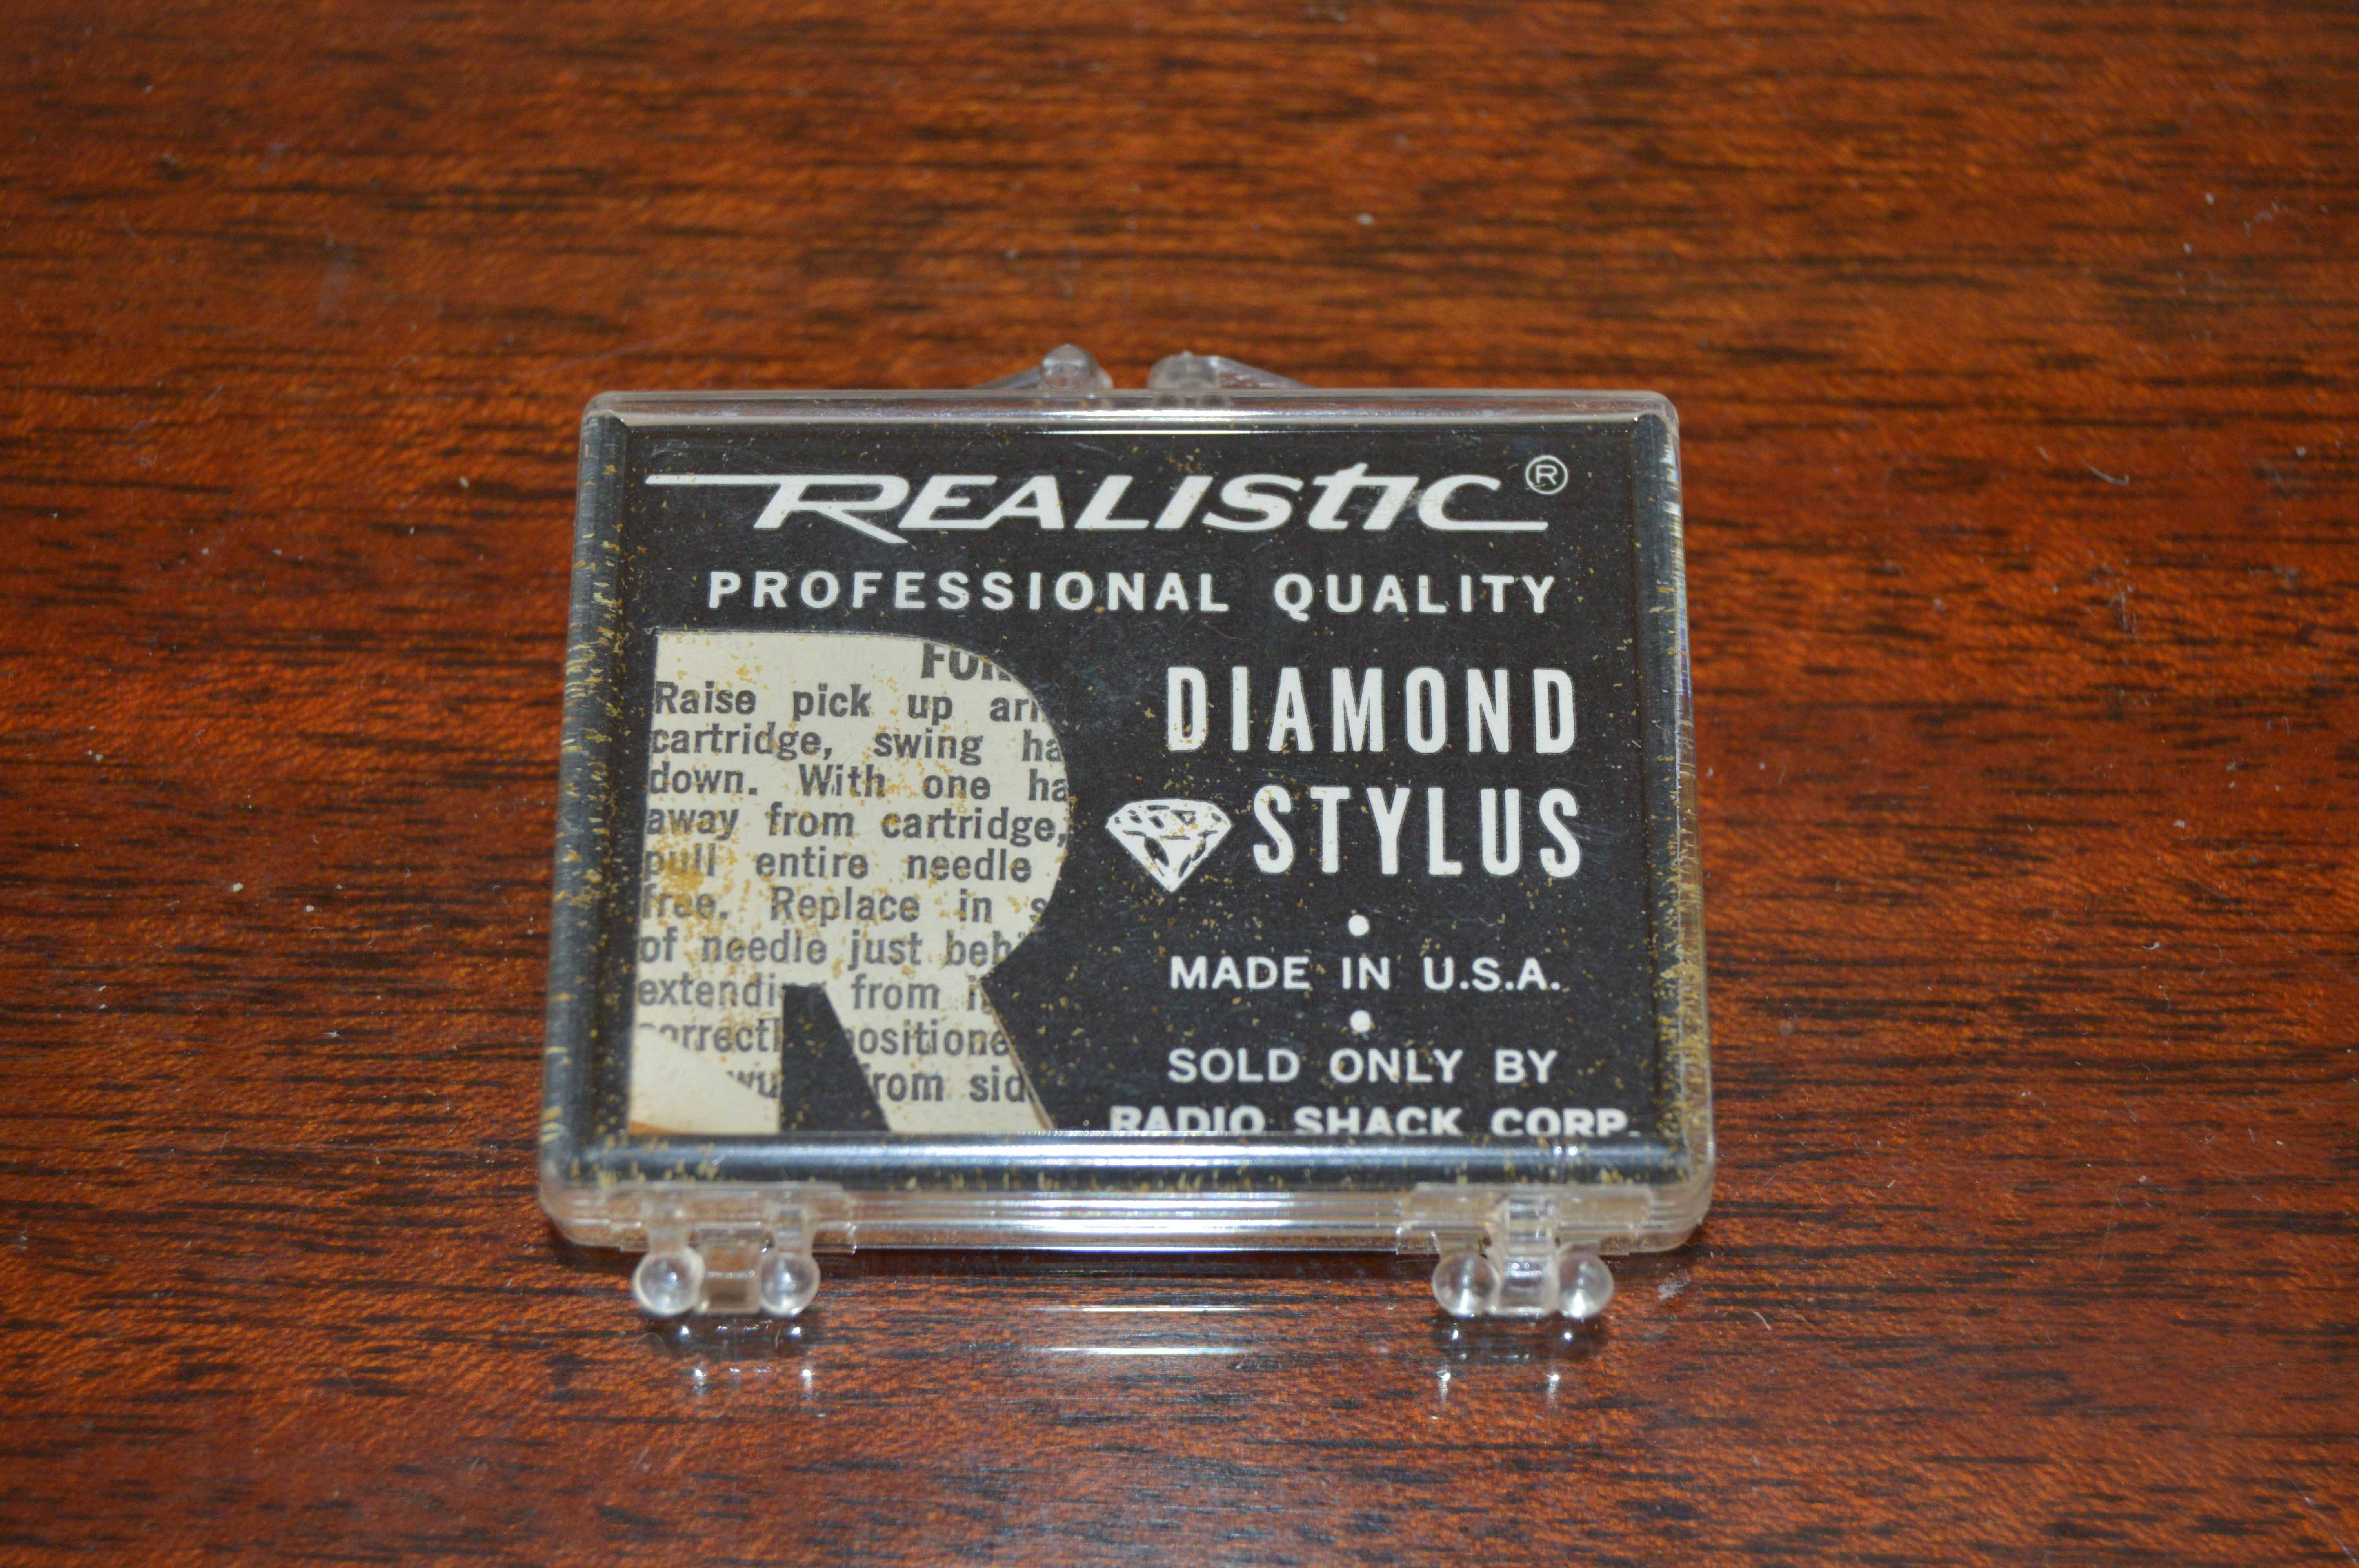 REALIStIC®
PROFESSIONAL QUALITY
DIAMOND
STYLUS
MADE IN U.S.A.
SOLD ONLY BY
RADIO SHACK CORP.
Raise pick up
cartridge, swing
down. With one
away from cartridge,
pull entire needle
free. Replace in
of needle just
from
from